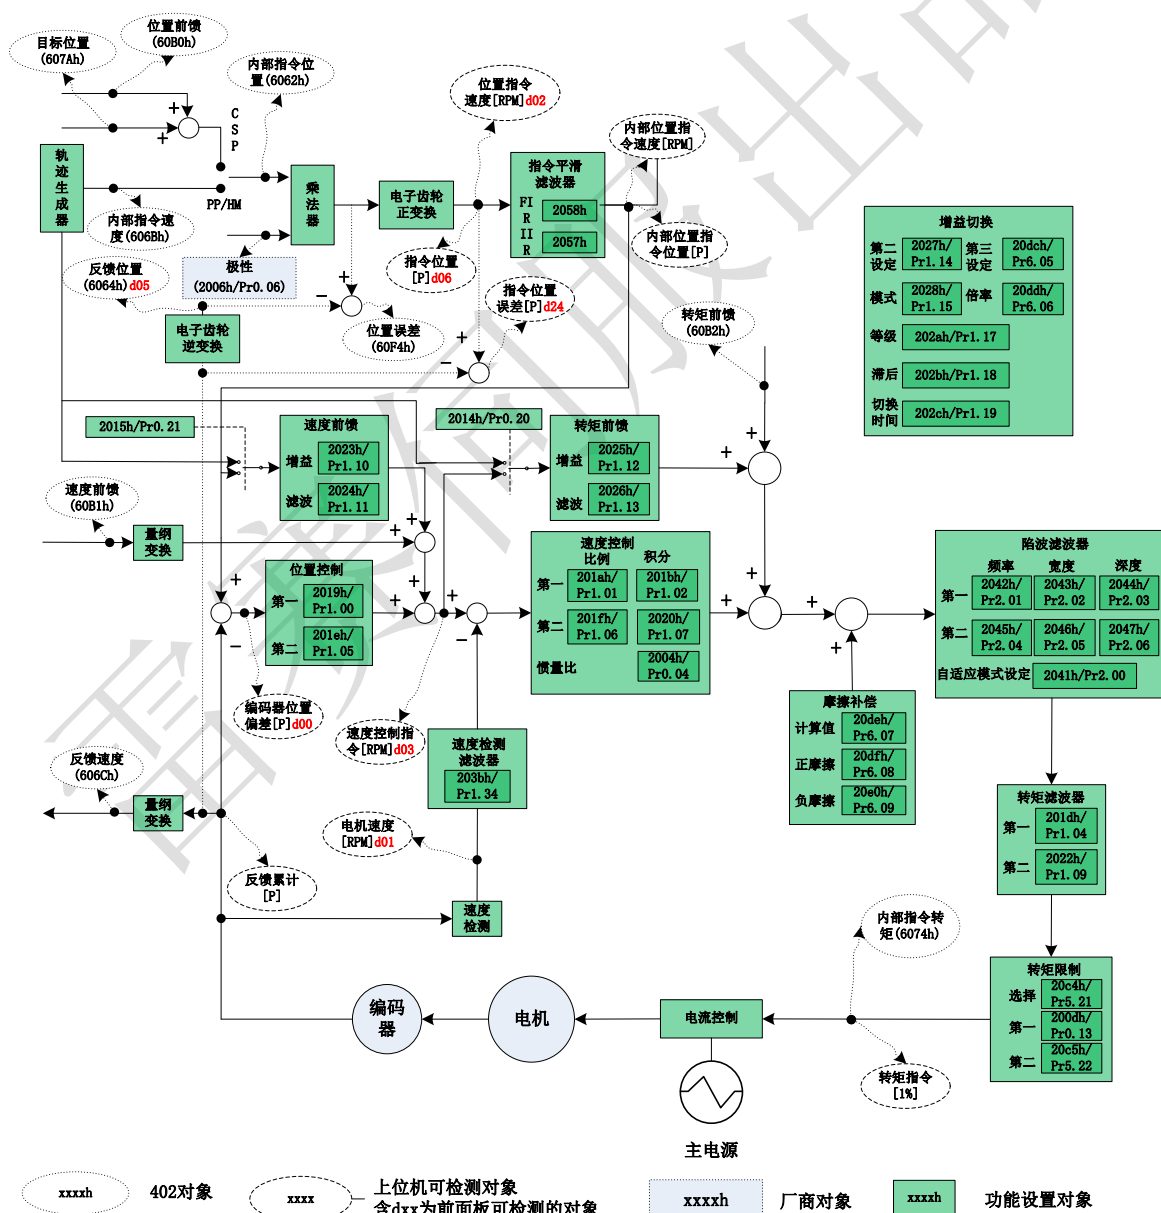 目标位置
(607Ah)
位置前馈
(60B0h)
内部指令位
置(6062h)
C
S
P
位置指令
速度[RPM]d02
内部位置指
令速度[RPM]
轨
迹
生
成
器
内部指令速
度(606Bh)
PP/HM
乘
法
器
电子齿轮
正变换
指令平滑
滤波器
FI
R
2058h
II
R
2057h
内部位置指
令位置[P]
反馈位置
(6064h)d05
极性
(2006h/Pr0.06)
指令位置
[P]d06
指令位置
误差[P]d24
电子齿轮
逆变换
位置误差
(60F4h)
转矩前馈
(60B2h)
增益切换
第二
设定
2027h/
Pr1.14
第三
设定
20dch/
Pr6.05
模式
2028h/
Pr1.15
倍率
20ddh/
Pr6.06
等级
202ah/Pr1.17
滞后
202bh/Pr1.18
切换
时间
202ch/Pr1.19
2015h/Pr0.21
速度前馈
增益
2023h/
Pr1.10
滤波
2024h/
Pr1.11
2014h/Pr0.20
转矩前馈
增益
2025h/
Pr1.12
滤波
2026h/
Pr1.13
速度前馈
(60B1h)
量纲
变换
位置控制
第一
2019h/
Pr1.00
第二
201eh/
Pr1.05
速度控制
比例
积分
第一
201ah/
Pr1.01
201bh/
Pr1.02
第二
201fh/
Pr1.06
2020h/
Pr1.07
惯量比
2004h/
Pr0.04
陷波滤波器
频率
宽度
深度
第一
2042h/
Pr2.01
2043h/
Pr2.02
2044h/
Pr2.03
第二
2045h/
Pr2.04
2046h/
Pr2.05
2047h/
Pr2.06
自适应模式设定
2041h/Pr2.00
编码器位置
偏差[P]d00
速度控制指
令[RPM]d03
速度检测
滤波器
203bh/
Pr1.34
摩擦补偿
计算值
20deh/
Pr6.07
正摩擦
20dfh/
Pr6.08
负摩擦
20e0h/
Pr6.09
反馈速度
(606Ch)
量纲
变换
电机速度
[RPM]d01
反馈累计
[P]
速度
检测
转矩滤波器
第一
201dh/
Pr1.04
第二
2022h/
Pr1.09
内部指令转
矩(6074h)
转矩限制
选择
20c4h/
Pr5.21
第一
200dh/
Pr0.13
第二
20c5h/
Pr5.22
编码
器
电机
电流控制
转矩指令
[1%]
主电源
xxxxh
402对象
xxxx
上位机可检测对象
含dxx为前面板可检测的对象
xxxxh
厂商对象
xxxxh
功能设置对象
雷赛伺服出品